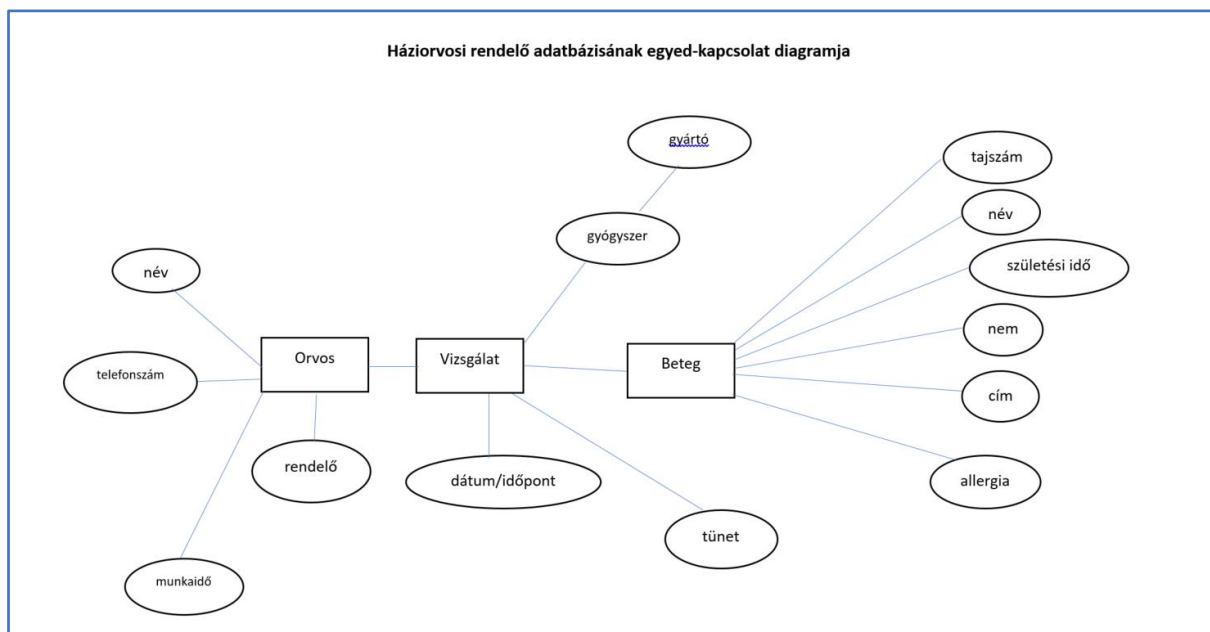 Háziorvosi rendelő adatbázisának egyed-kapcsolat diagramja
gyártó
tajszám
név
gyógyszer
születési idő
név
nem
Orvos
Vizsgálat
Beteg
telefonszám
cím
rendelő
dátum/időpont
allergia
tünet
munkaidő